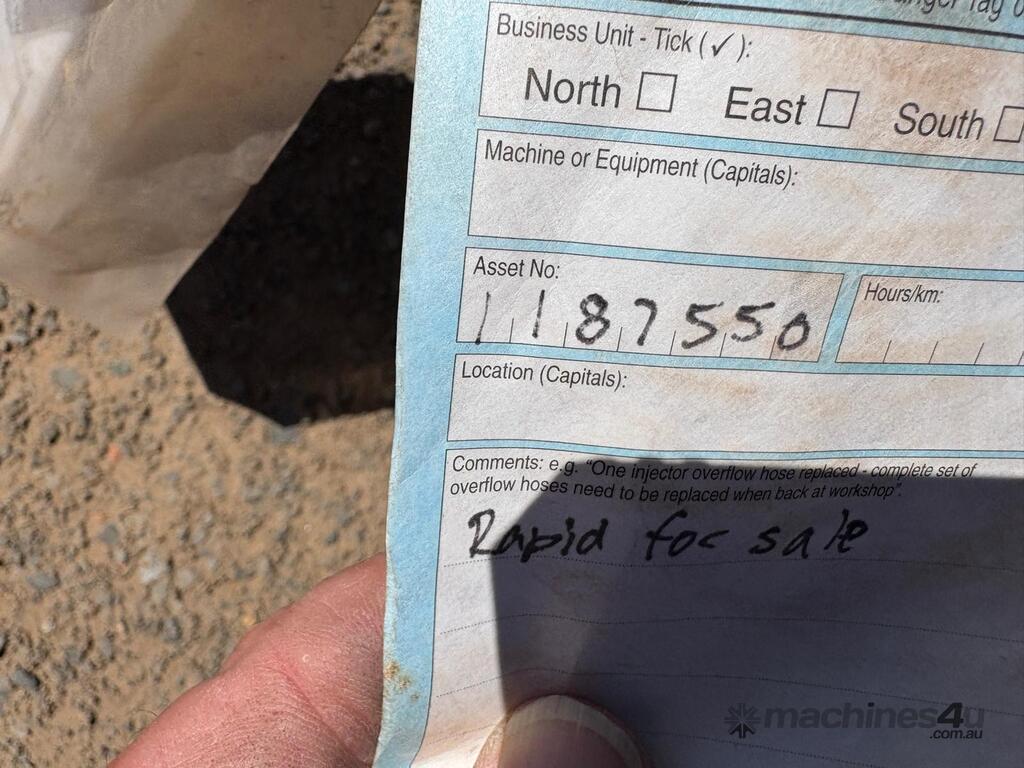 Business Unit - Tick (✓):
North □ East □ South □
Machine or Equipment (Capitals):
Asset No:
Hours/km:
1187550
Location (Capitals):
Comments: e.g. "One injector overflow hose replaced - complete set of
overflow hoses need to be replaced when back at workshop".
Rapid for sale
machines4u
.com.au